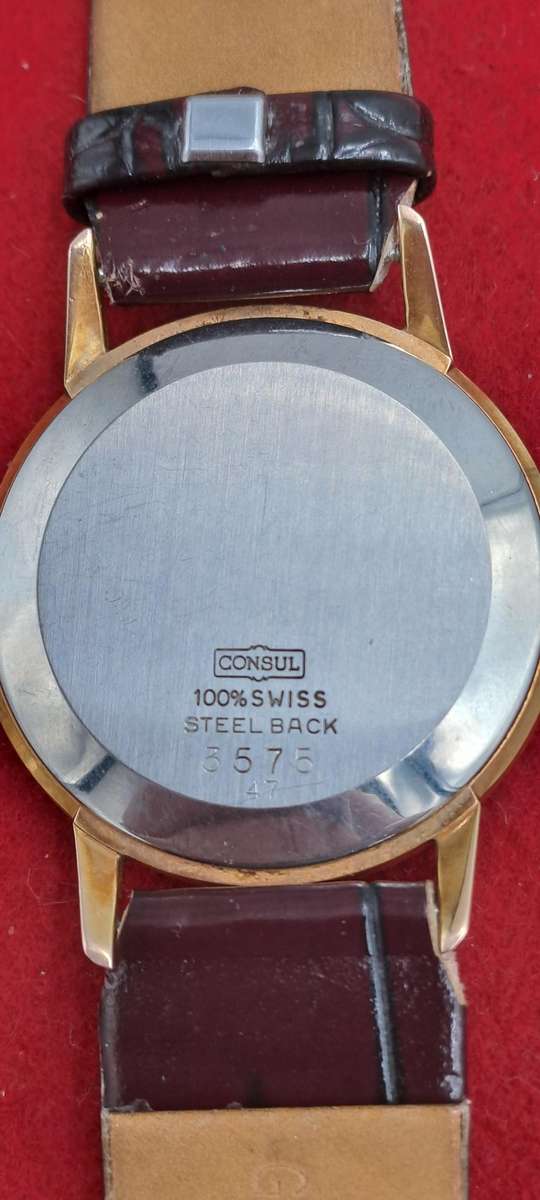 CONSUL
100% SWISS
STEEL BACK
3575
47
G